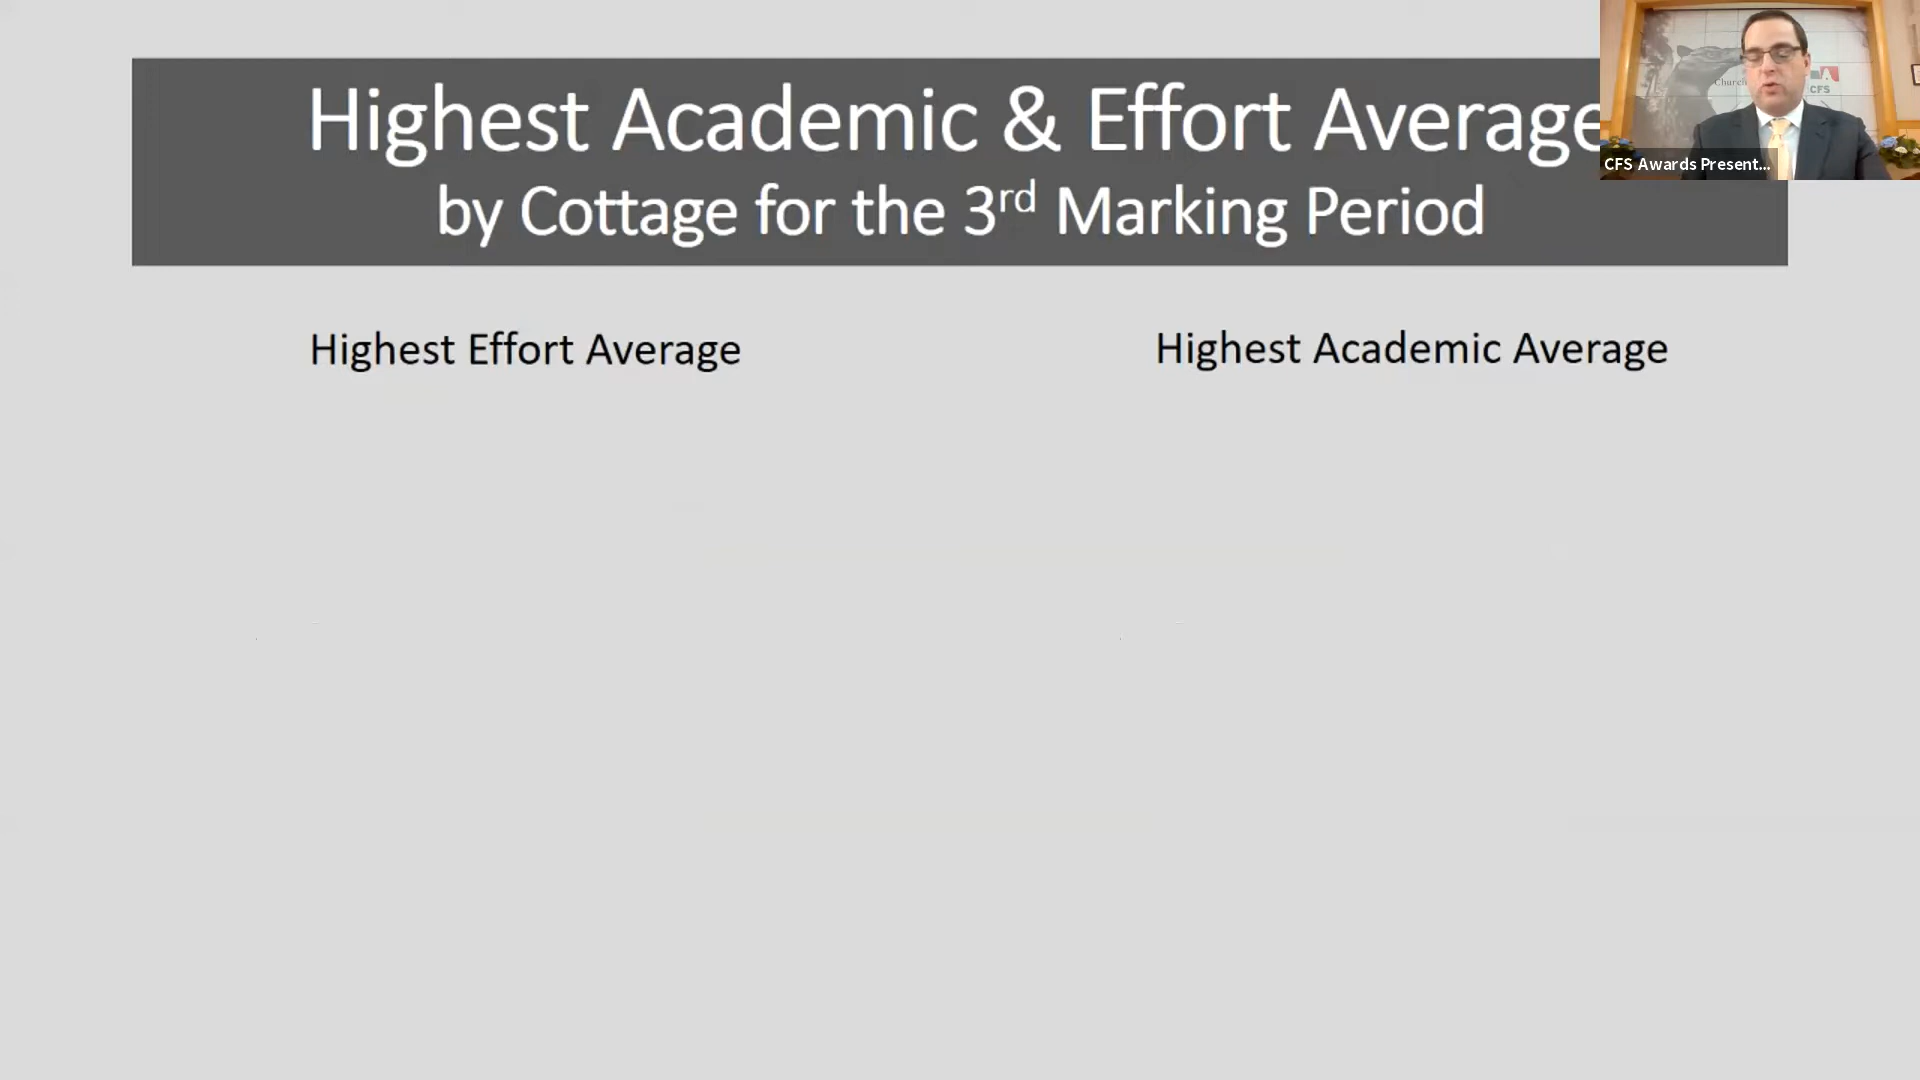 Highest Academic & Effort Average
by Cottage for the 3rd Marking Period
CFS
CFS Awards Present...
Highest Effort Average
Highest Academic Average